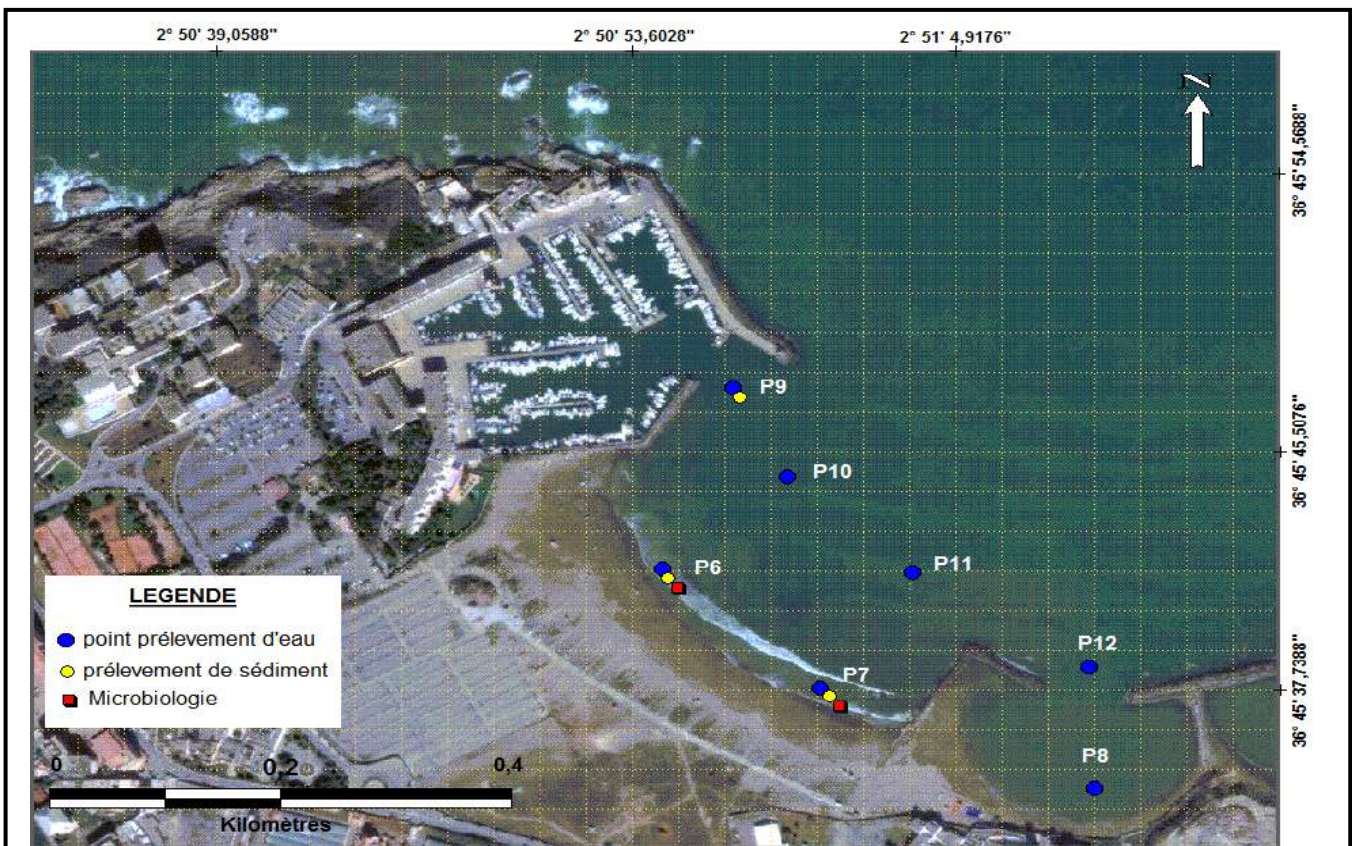 2° 50' 39,0588"
2° 50' 53,6028"
2° 51' 4,9176"
N
36° 45' 54,5688"
P9
36° 45' 45,5076"
P10
P6
P11
LEGENDE
point prélevement d'eau
prélevement de sédiment
Microbiologie
P12
P7
36° 45' 37,7388"
P8
0
0,2
0,4
Kilomètres